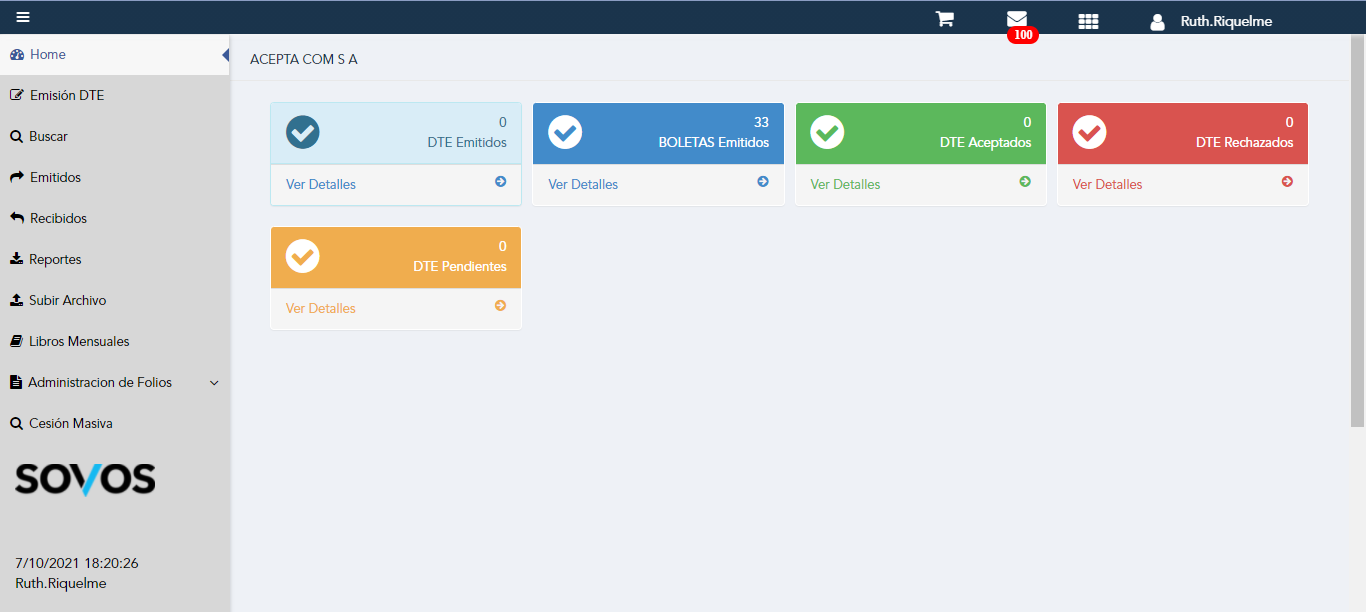 Ruth.Riquelme
100
Home
Emisión DTE
Buscar
Emitidos
Recibidos
Reportes
Subir Archivo
Libros Mensuales
Administracion de Folios
Cesión Masiva
SOVOS
7/10/2021 18:20:26
Ruth.Riquelme
ACEPTA COM S A
0
DTE Emitidos
Ver Detalles
33
BOLETAS Emitidos
Ver Detalles
0
DTE Aceptados
Ver Detalles
0
DTE Rechazados
Ver Detalles
0
DTE Pendientes
Ver Detalles